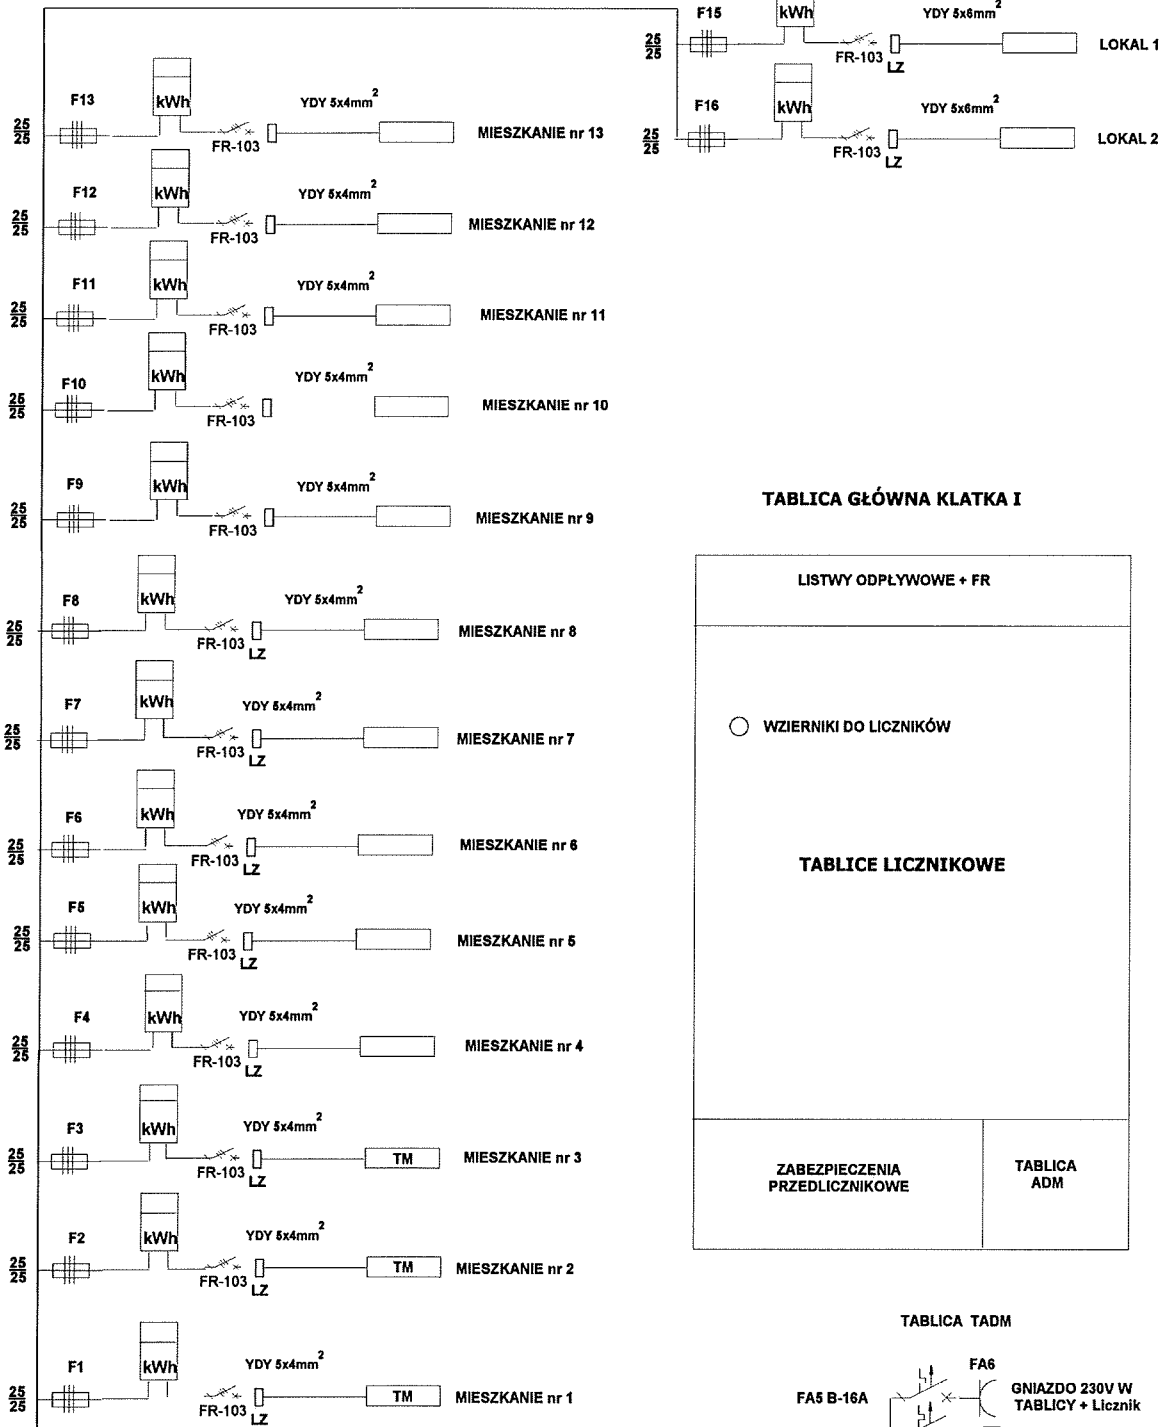 F15
kWh
YDY 5x6mm2
25
25
FR-103
LZ
LOKAL 1
F16
kWh
YDY 5x6mm2
25
25
FR-103
LZ
LOKAL 2
F13
kWh
YDY 5x4mm2
25
25
FR-103
MIESZKANIE nr 13
F12
kWh
YDY 5x4mm2
25
25
FR-103
MIESZKANIE nr 12
F11
kWh
YDY 5x4mm2
25
25
FR-103
MIESZKANIE nr 11
F10
kWh
YDY 5x4mm2
25
25
FR-103
MIESZKANIE nr 10
F9
kWh
YDY 5x4mm2
25
25
FR-103
MIESZKANIE nr 9
F8
kWh
YDY 5x4mm2
25
25
FR-103
LZ
MIESZKANIE nr 8
F7
kWh
YDY 5x4mm2
25
25
FR-103
LZ
MIESZKANIE nr 7
F6
kWh
YDY 5x4mm2
25
25
FR-103
LZ
MIESZKANIE nr 6
F5
kWh
YDY 5x4mm2
25
25
FR-103
LZ
MIESZKANIE nr 5
F4
kWh
YDY 5x4mm2
25
25
FR-103
LZ
MIESZKANIE nr 4
F3
kWh
YDY 5x4mm2
25
25
FR-103
LZ
TM
MIESZKANIE nr 3
F2
kWh
YDY 5x4mm2
25
25
FR-103
LZ
TM
MIESZKANIE nr 2
F1
kWh
YDY 5x4mm2
25
25
FR-103
LZ
TM
MIESZKANIE nr 1
TABLICA GŁÓWNA KLATKA I
LISTWY ODPŁYWOWE + FR
WZIERNIKI DO LICZNIKÓW
TABLICE LICZNIKOWE
ZABEZPIECZENIA
PRZEDLICZNIKOWE
TABLICA
ADM
TABLICA TADM
FA6
FA5 B-16A
GNIAZDO 230V W
TABLICY + Licznik